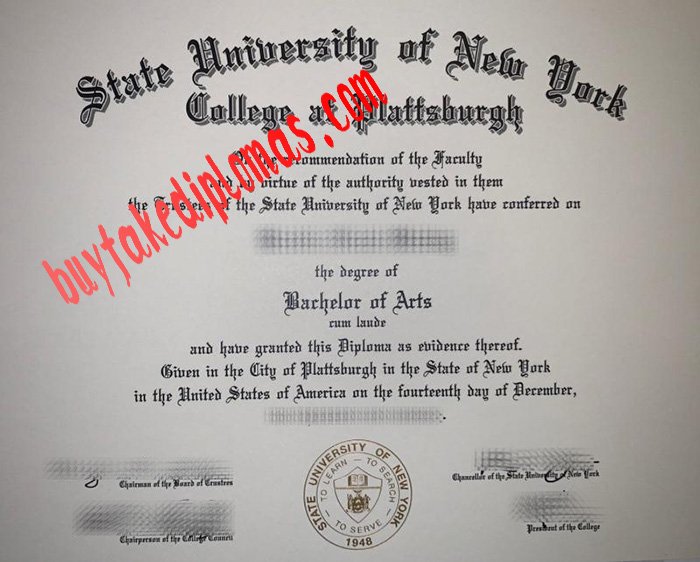 State University of New York
College at Plattsburgh
buyfakediplomas.com
On the recommendation of the Faculty
and by virtue of the authority vested in them
the Trustees of the State University of New York have conferred on
the degree of
Bachelor of Arts
cum laude
and have granted this Diploma as evidence thereof.
Given in the City of Plattsburgh in the State of New York
in the United States of America on the fourteenth day of December,
Chairman of the Board of Trustees
Chancellor of the State University of New York
STATE UNIVERSITY OF NEW YORK
TO LEARN — TO SEARCH
— TO SERVE —
1948
Chairperson of the College Council
President of the College